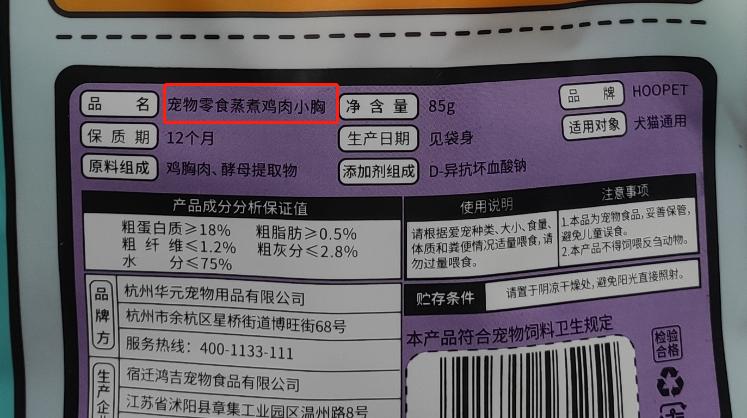 品 名 宠物零食蒸煮鸡肉小胸 净 含 量 85g 品 牌 HOOPET
保 质 期 12个月 生产日期 见袋身 适用对象 犬猫通用
原料组成 鸡胸肉、酵母提取物 添加剂组成 D-异抗坏血酸钠
产品成分分析保证值
粗蛋白质≥18% 粗脂肪≥0.5%
粗 纤 维≤1.2% 粗灰分≤2.8%
水 分≤75%
使用说明
请根据爱宠种类、大小、食量、
体质和粪便情况适量喂食,请
勿过量喂食。
注意事项
1.本品为宠物食品,妥善保管,
避免儿童误食。
2.本产品不得饲喂反刍动物。
贮存条件 请置于阴凉干燥处,避免阳光直接照射。
品牌方
杭州华元宠物用品有限公司
杭州市余杭区星桥街道博旺街68号
服务热线：400-1133-111
生产企
宿迁鸿吉宠物食品有限公司
江苏省沭阳县章集工业园区温州路8号
本产品符合宠物饲料卫生规定
检验
合格